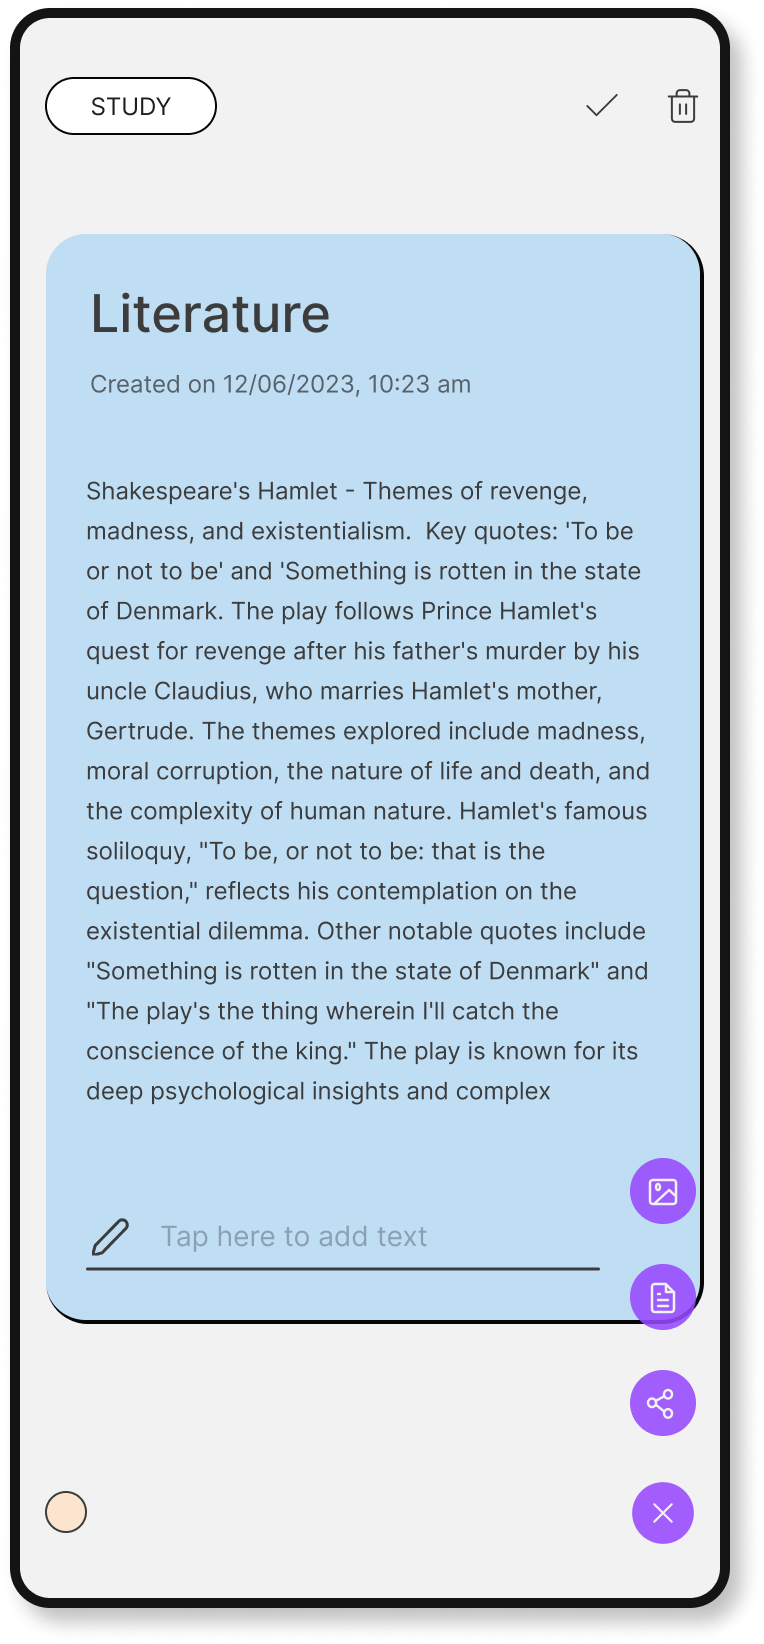 STUDY
Literature
Created on 12/06/2023, 10:23 am
Shakespeare's Hamlet - Themes of revenge,
madness, and existentialism.  Key quotes: 'To be
or not to be' and 'Something is rotten in the state
of Denmark. The play follows Prince Hamlet's
quest for revenge after his father's murder by his
uncle Claudius, who marries Hamlet's mother,
Gertrude. The themes explored include madness,
moral corruption, the nature of life and death, and
the complexity of human nature. Hamlet's famous
soliloquy, "To be, or not to be: that is the
question," reflects his contemplation on the
existential dilemma. Other notable quotes include
"Something is rotten in the state of Denmark" and
"The play's the thing wherein I'll catch the
conscience of the king." The play is known for its
deep psychological insights and complex
Tap here to add text